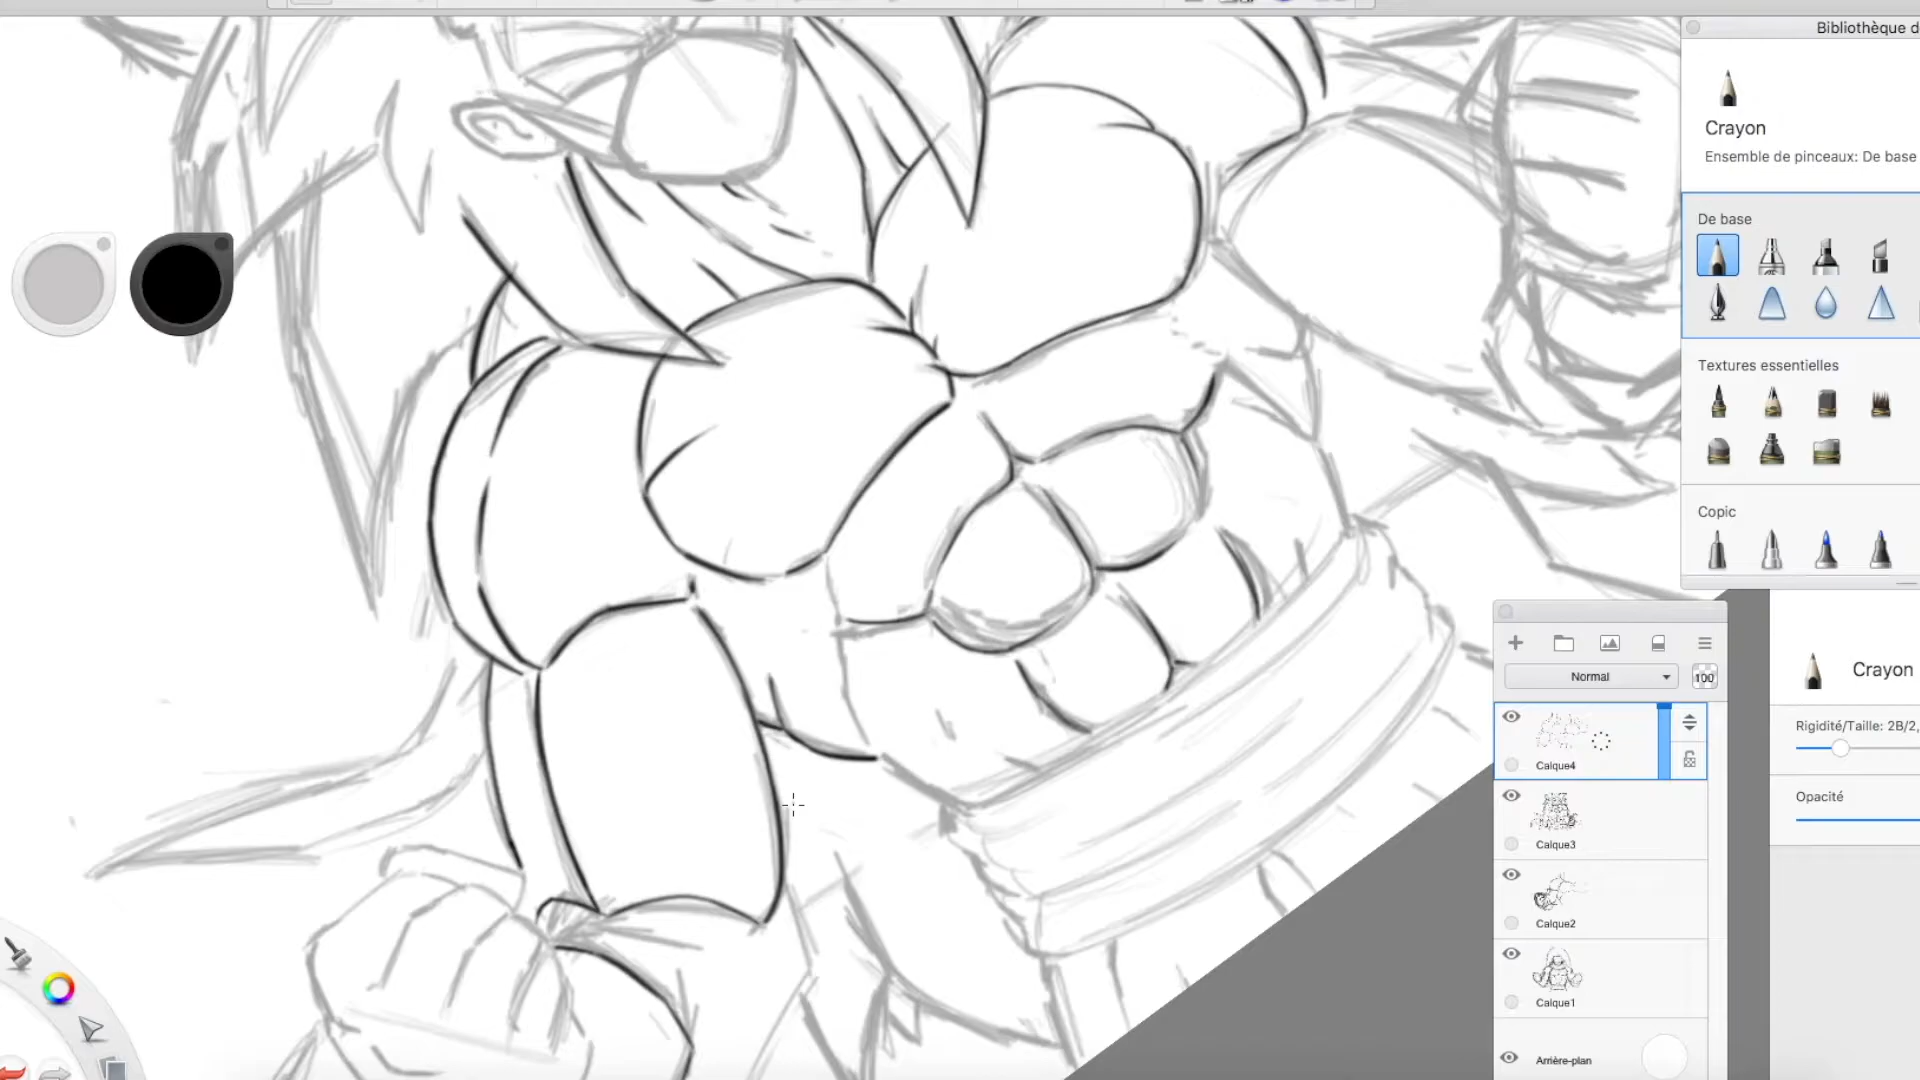 Bibliothèque d
Crayon
Ensemble de pinceaux: De base
De base
Textures essentielles
Copic
Normal
100
Crayon
Rigidité/Taille: 2B/2,
Opacité
Calque4
Calque3
Calque2
Calque1
Arrière-plan